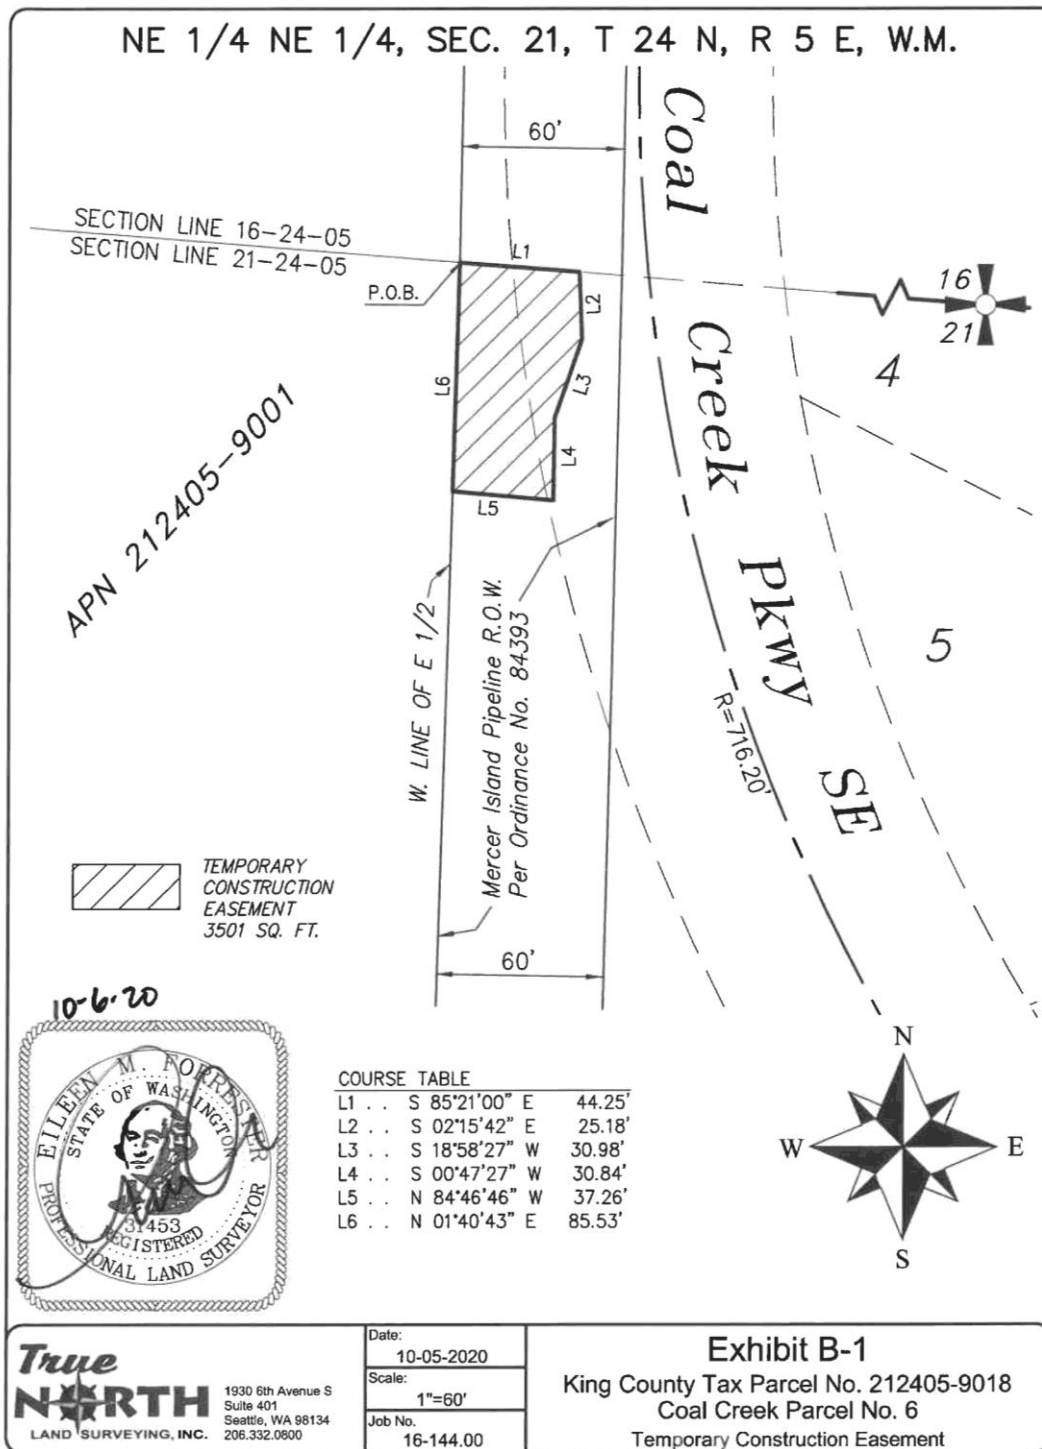 NE 1/4 NE 1/4, SEC. 21, T 24 N, R 5 E, W.M.
60'
Coal Creek Pkwy SE
SECTION LINE 16-24-05
SECTION LINE 21-24-05
L1
P.O.B.
L2
16
21
4
L6
L3
APN 212405-9001
L4
L5
W. LINE OF E 1/2
Mercer Island Pipeline R.O.W.
Per Ordinance No. 84393
5
R=716.20'
TEMPORARY
CONSTRUCTION
EASEMENT
3501 SQ. FT.
60'
10-6-20
EILEEN M. FORRESTER
STATE OF WASHINGTON
31453
REGISTERED
PROFESSIONAL LAND SURVEYOR
COURSE TABLE
L1 . . S 85°21'00" E 44.25'
L2 . . S 02°15'42" E 25.18'
L3 . . S 18°58'27" W 30.98'
L4 . . S 00°47'27" W 30.84'
L5 . . N 84°46'46" W 37.26'
L6 . . N 01°40'43" E 85.53'
N
W
E
S
True
NORTH
LAND SURVEYING, INC.
1930 6th Avenue S
Suite 401
Seattle, WA 98134
206.332.0800
Date:
10-05-2020
Scale:
1"=60'
Job No.
16-144.00
Exhibit B-1
King County Tax Parcel No. 212405-9018
Coal Creek Parcel No. 6
Temporary Construction Easement